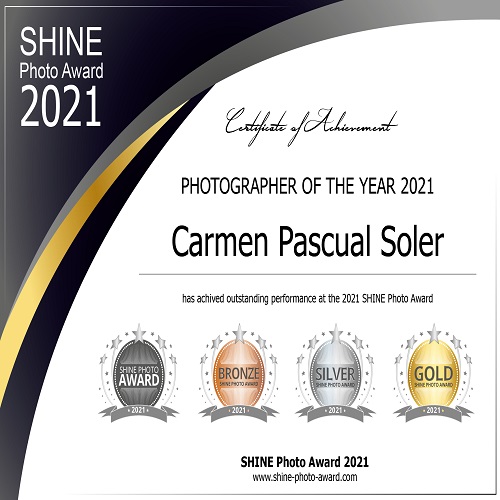 SHINE
Photo Award
2021
Certificate of Achievement
PHOTOGRAPHER OF THE YEAR 2021
Carmen Pascual Soler
has achived outstanding performance at the 2021 SHINE Photo Award
SHINE PHOTO
AWARD
2021
BRONZE
SHINE PHOTO AWARD
2021
SILVER
SHINE PHOTO AWARD
2021
GOLD
SHINE PHOTO AWARD
2021
SHINE Photo Award 2021
www.shine-photo-award.com